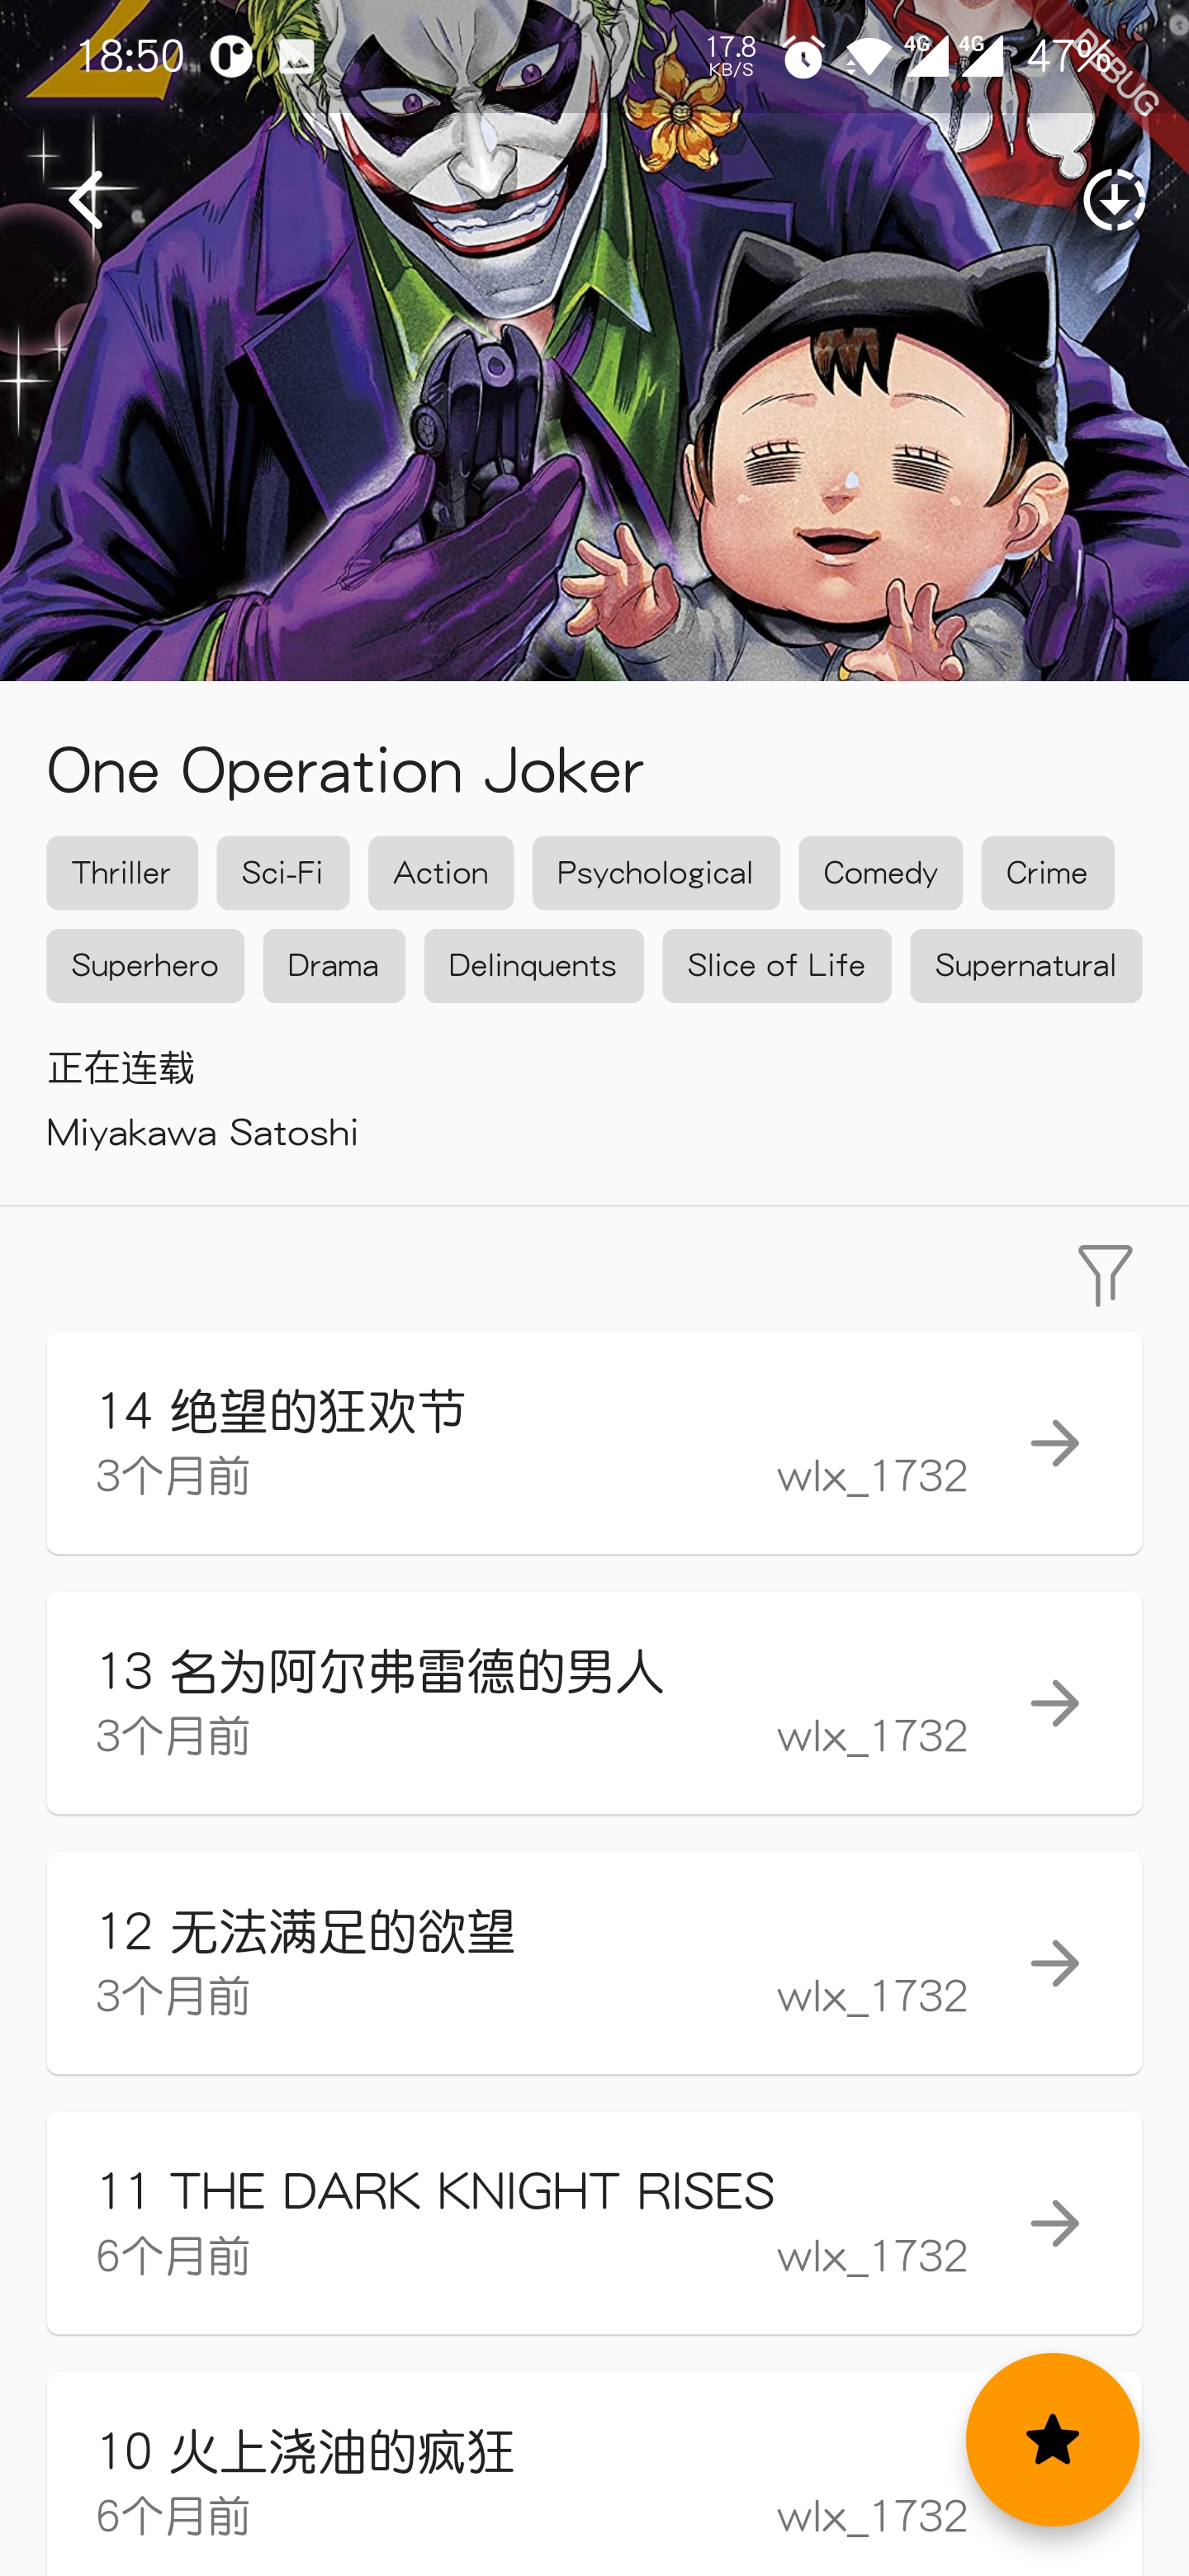 18:50 17.8 KB/S 4G 4G 47%
DEBUG
2
One Operation Joker
Thriller Sci-Fi Action Psychological Comedy Crime
Superhero Drama Delinquents Slice of Life Supernatural
正在连载
Miyakawa Satoshi
14 绝望的狂欢节
3个月前 wlx_1732
13 名为阿尔弗雷德的男人
3个月前 wlx_1732
12 无法满足的欲望
3个月前 wlx_1732
11 THE DARK KNIGHT RISES
6个月前 wlx_1732
10 火上浇油的疯狂
6个月前 wlx_1732